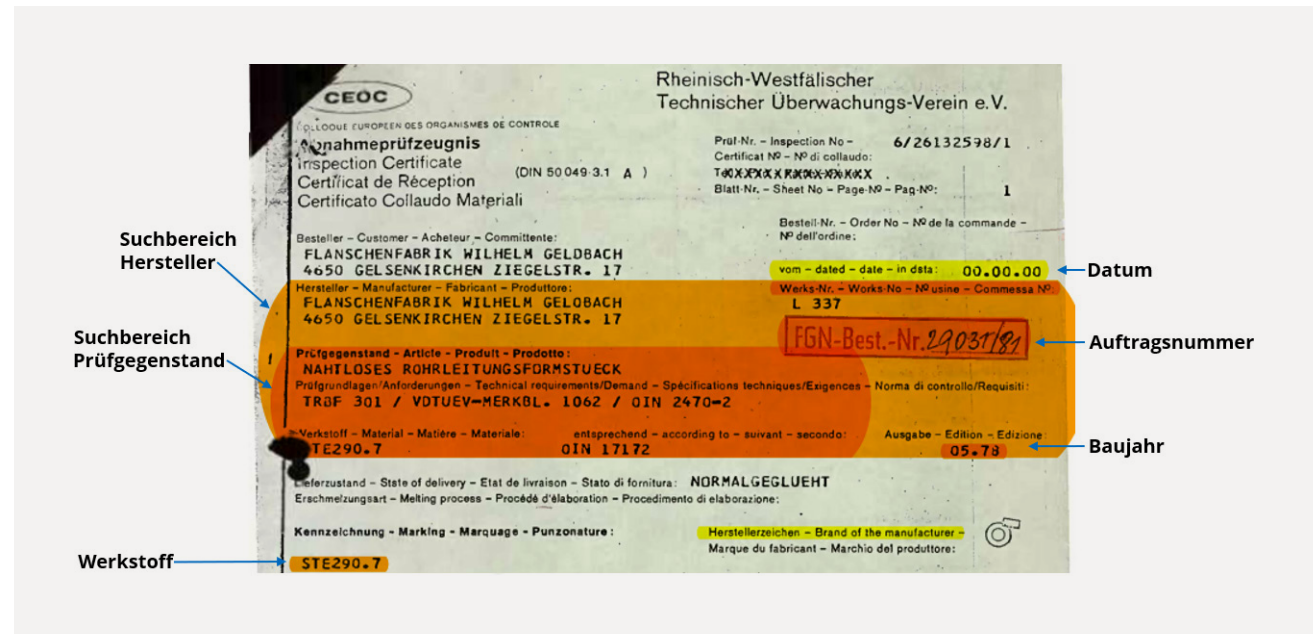 Rheinisch-Westfälischer
Technischer Überwachungs-Verein e.V.
CEOC
COLLOQUE EUROPEEN DES ORGANISMES DE CONTROLE
Abnahmeprüfzeugnis
Inspection Certificate
Certificat de Réception
Certificato Collaudo Materiali
(DIN 50049-3.1 A )
Prüf-Nr. – Inspection No –
Certificat Nº – Nº di collaudo:
6/26132598/1
Blatt-Nr. – Sheet No – Page-Nº – Pag-Nº: 1
Bestell-Nr. – Order No – Nº de la commande –
Nº dell'ordine:
Suchbereich
Hersteller
Besteller – Customer – Acheteur – Committente:
FLANSCHENFABRIK WILHELM GELDBACH
4650 GELSENKIRCHEN ZIEGELSTR. 17
vom – dated – date – in data: 00.00.00
Datum
Hersteller – Manufacturer – Fabricant – Produttore:
FLANSCHENFABRIK WILHELM GELDBACH
4650 GELSENKIRCHEN ZIEGELSTR. 17
Werks-Nr. – Works-No – Nº usine – Commessa Nº:
L 337
FGN-Best.-Nr. 29031/81
Auftragsnummer
Suchbereich
Prüfgegenstand
Prüfgegenstand - Article - Produit - Prodotto:
NAHTLOSES ROHRLEITUNGSFORMSTUECK
Prüfgrundlagen/Anforderungen – Technical requirements/Demand – Spécifications techniques/Exigences – Norma di controllo/Requisiti:
TRBF 301 / VDTUEV-MERKBL. 1062 / DIN 2470-2
Werkstoff – Material – Matière – Materiale: entsprechend – according to – suivant – secondo: Ausgabe – Edition – Edizione:
STE290.7 DIN 17172 05.78
Baujahr
Lieferzustand – State of delivery – Etat de livraison – Stato di fornitura: NORMALGEGLUEHT
Erschmelzungsart – Melting process – Procédé d'élaboration – Procedimento di elaborazione:
Kennzeichnung - Marking - Marquage - Punzonature:
Herstellerzeichen – Brand of the manufacturer –
Marque du fabricant – Marchio del produttore:
Werkstoff
STE290.7